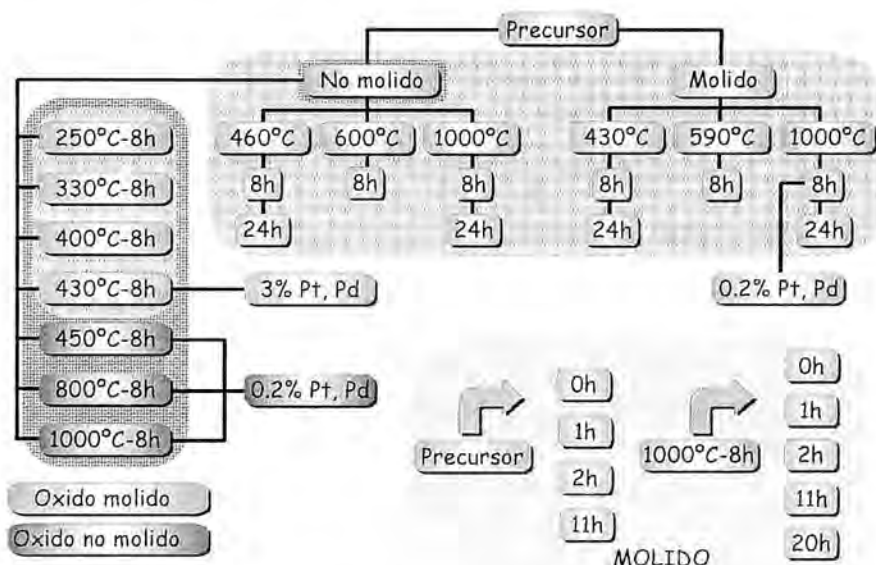 Precursor
No molido
Molido
460°C
600°C
1000°C
430°C
590°C
1000°C
8h
8h
8h
8h
8h
8h
24h
24h
24h
24h
250°C-8h
330°C-8h
400°C-8h
430°C-8h
3% Pt, Pd
0.2% Pt, Pd
450°C-8h
800°C-8h
0.2% Pt, Pd
1000°C-8h
Oxido molido
Oxido no molido
Precursor
0h
1h
2h
11h
1000°C-8h
0h
1h
2h
11h
20h
MOLIDO